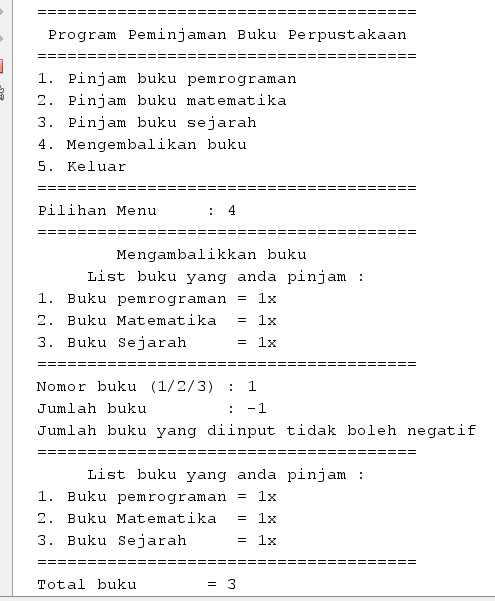 ======================================
Program Peminjaman Buku Perpustakaan
======================================
1. Pinjam buku pemrograman
2. Pinjam buku matematika
3. Pinjam buku sejarah
4. Mengembalikan buku
5. Keluar
======================================
Pilihan Menu     : 4
======================================
Mengambalikkan buku
List buku yang anda pinjam :
1. Buku pemrograman = 1x
2. Buku Matematika  = 1x
3. Buku Sejarah     = 1x
======================================
Nomor buku (1/2/3) : 1
Jumlah buku        : -1
Jumlah buku yang diinput tidak boleh negatif
======================================
List buku yang anda pinjam :
1. Buku pemrograman = 1x
2. Buku Matematika  = 1x
3. Buku Sejarah     = 1x
======================================
Total buku       = 3